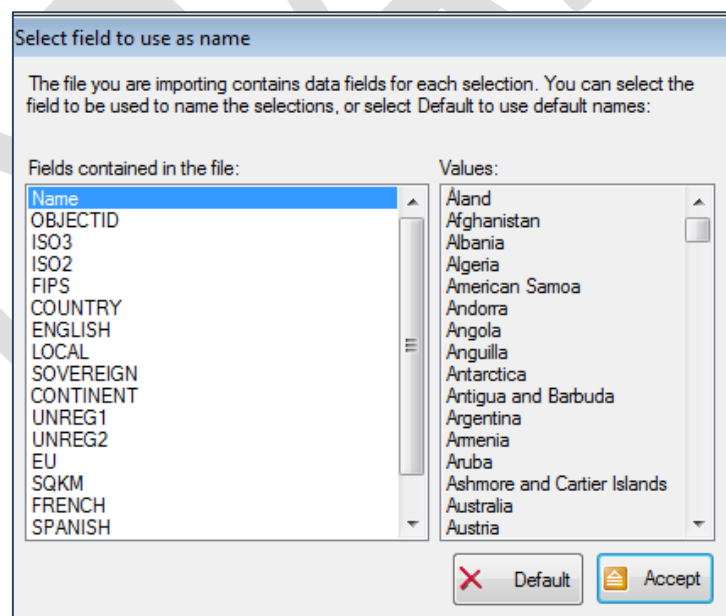 Select field to use as name
The file you are importing contains data fields for each selection. You can select the
field to be used to name the selections, or select Default to use default names:
Fields contained in the file:
Name
OBJECTID
ISO3
ISO2
FIPS
COUNTRY
ENGLISH
LOCAL
SOVEREIGN
CONTINENT
UNREG1
UNREG2
EU
SQKM
FRENCH
SPANISH
Values:
Åland
Afghanistan
Albania
Algeria
American Samoa
Andorra
Angola
Anguilla
Antarctica
Antigua and Barbuda
Argentina
Armenia
Aruba
Ashmore and Cartier Islands
Australia
Austria
Default
Accept